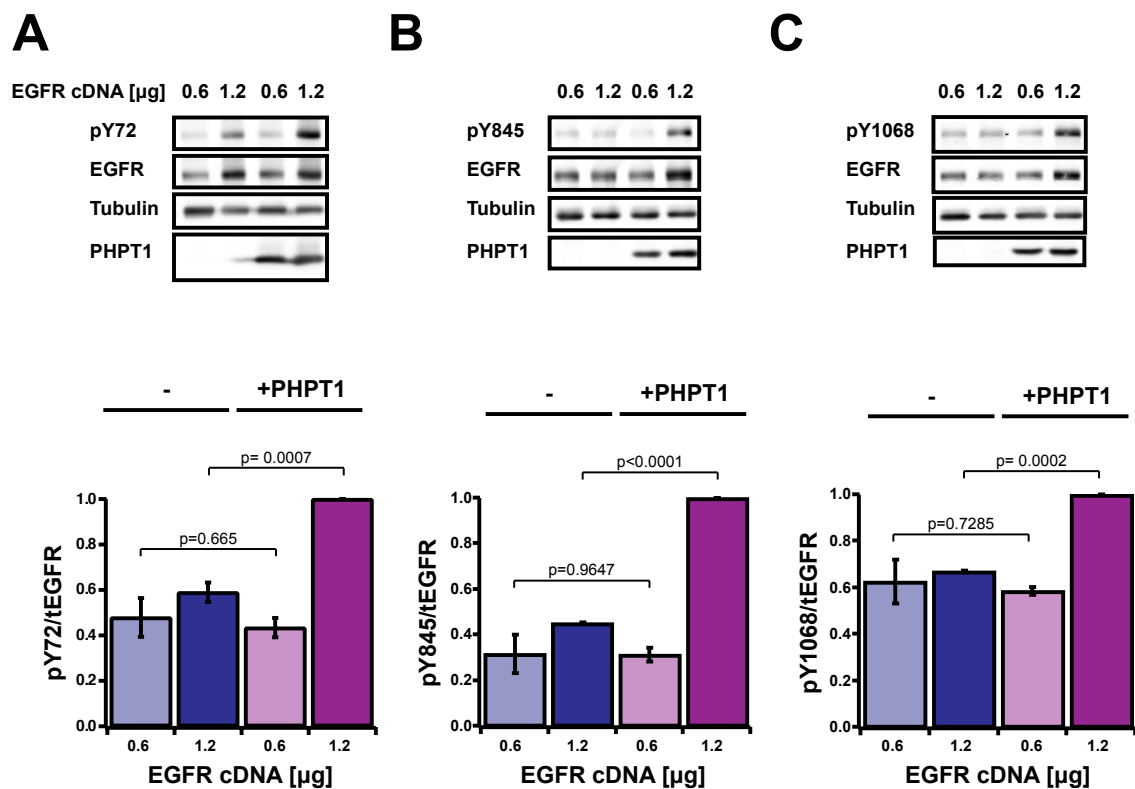 A
B
C
EGFR cDNA [µg] 0.6 1.2 0.6 1.2
0.6 1.2 0.6 1.2
0.6 1.2 0.6 1.2
pY72
EGFR
Tubulin
PHPT1
pY845
EGFR
Tubulin
PHPT1
pY1068
EGFR
Tubulin
PHPT1
- +PHPT1
p= 0.0007
p=0.665
pY72/tEGFR
1.0
0.8
0.6
0.4
0.2
0.0
0.6 1.2 0.6 1.2
EGFR cDNA [µg]
- +PHPT1
p<0.0001
p=0.9647
pY845/tEGFR
1.0
0.8
0.6
0.4
0.2
0.0
0.6 1.2 0.6 1.2
EGFR cDNA [µg]
- +PHPT1
p= 0.0002
p=0.7285
pY1068/tEGFR
1.0
0.8
0.6
0.4
0.2
0.0
0.6 1.2 0.6 1.2
EGFR cDNA [µg]